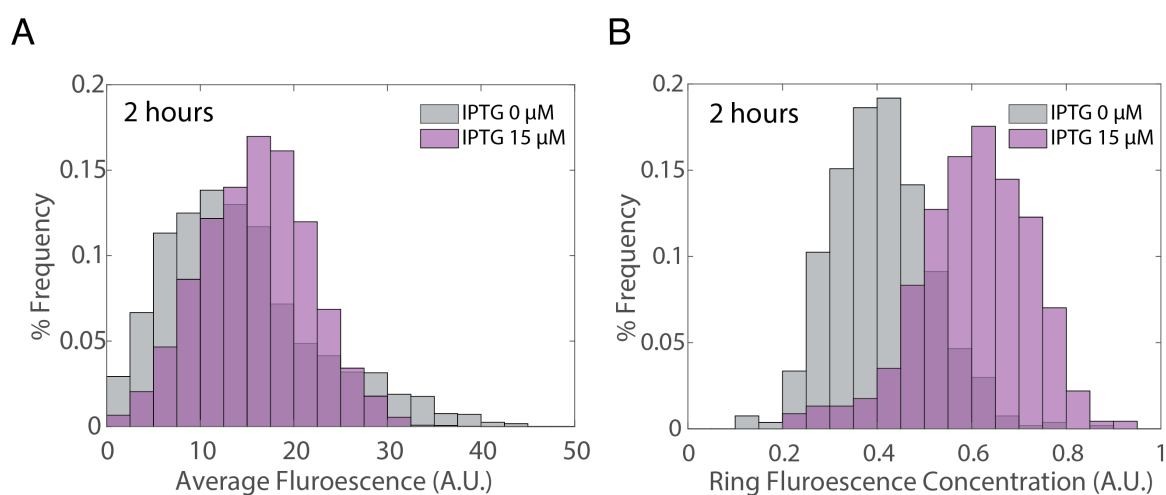 A
B
0.2
0.15
0.1
0.05
0
% Frequency
2 hours
IPTG 0 µM
IPTG 15 µM
0
10
20
30
40
50
Average Fluroescence (A.U.)
0.2
0.15
0.1
0.05
0
% Frequency
2 hours
IPTG 0 µM
IPTG 15 µM
0
0.2
0.4
0.6
0.8
1
Ring Fluroescence Concentration (A.U.)